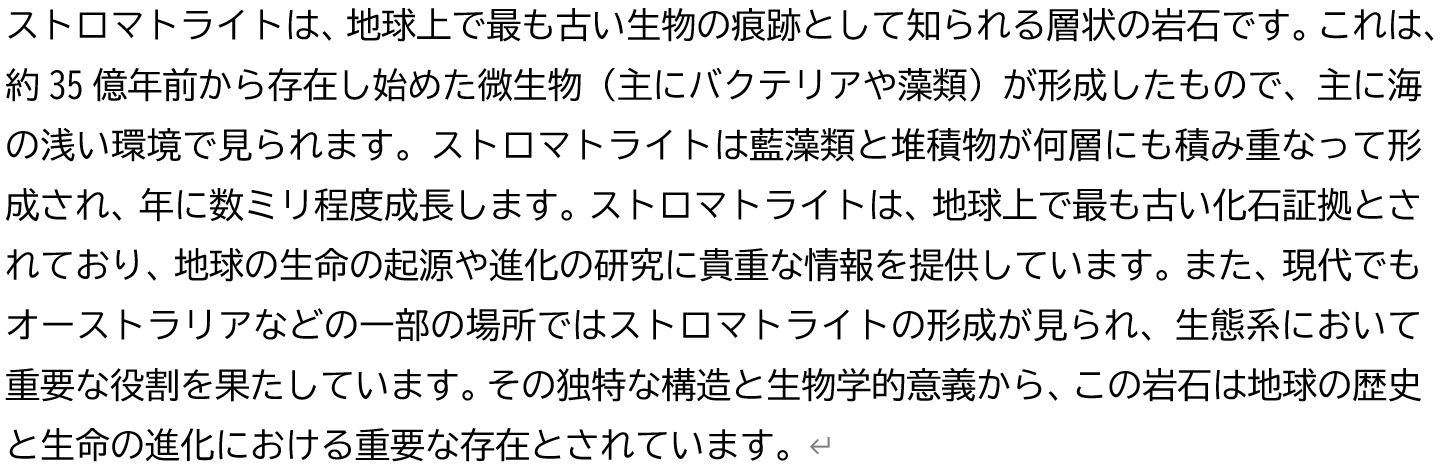 ストロマトライトは、地球上で最も古い生物の痕跡として知られる層状の岩石です。これは、
約 35 億年前から存在し始めた微生物（主にバクテリアや藻類）が形成したもので、主に海
の浅い環境で見られます。ストロマトライトは藍藻類と堆積物が何層にも積み重なって形
成され、年に数ミリ程度成長します。ストロマトライトは、地球上で最も古い化石証拠とさ
れており、地球の生命の起源や進化の研究に貴重な情報を提供しています。また、現代でも
オーストラリアなどの一部の場所ではストロマトライトの形成が見られ、生態系において
重要な役割を果たしています。その独特な構造と生物学的意義から、この岩石は地球の歴史
と生命の進化における重要な存在とされています。↵